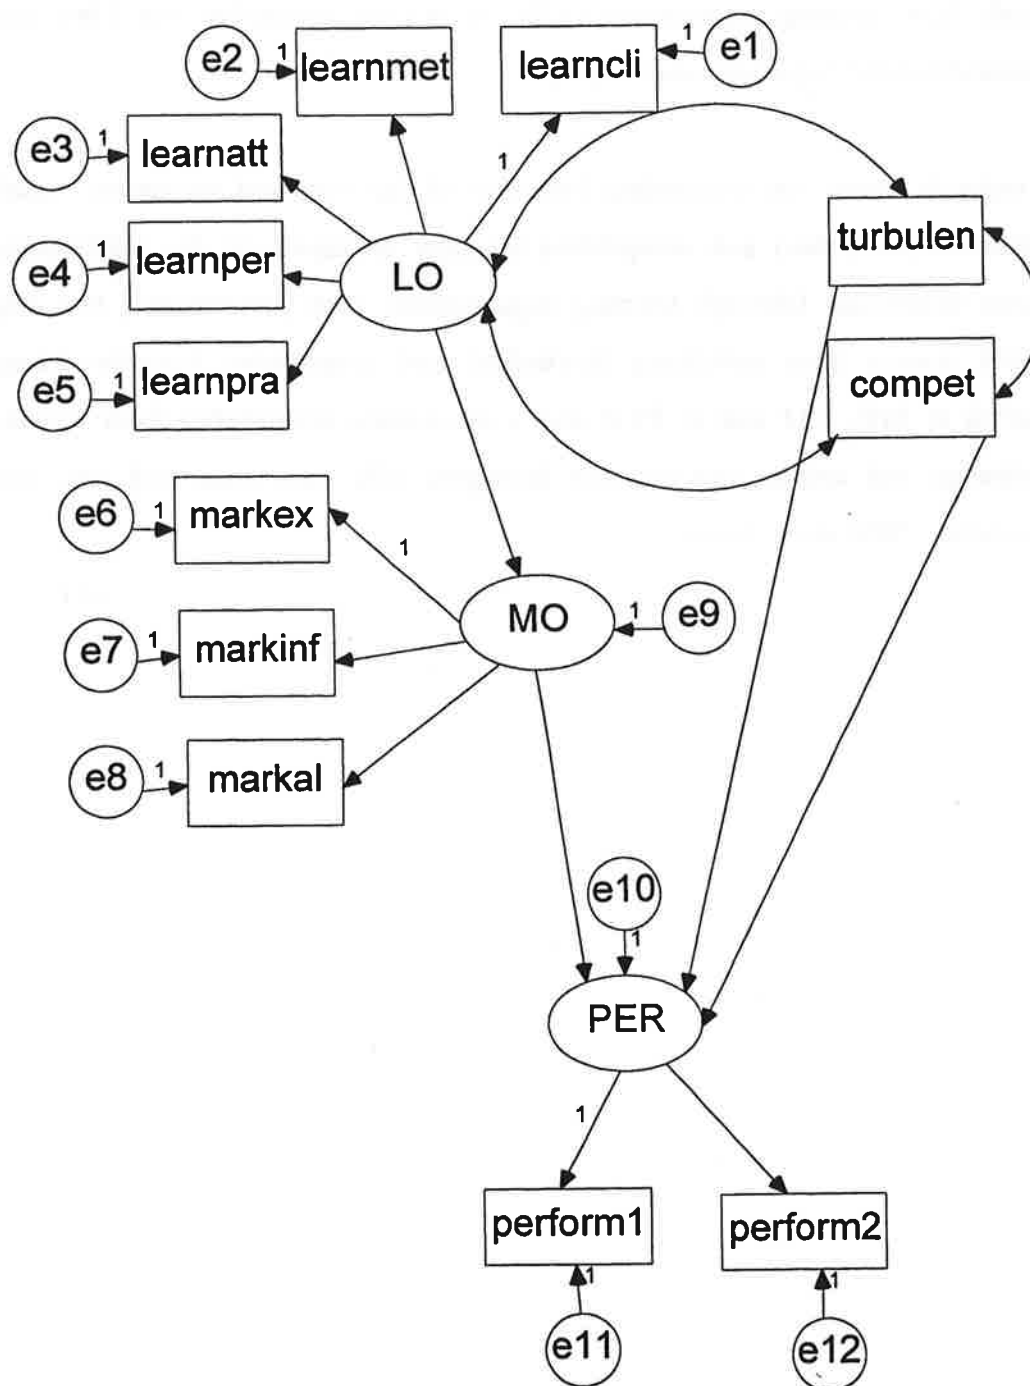 e2
1
learnmet
learncli
1
e1
e3
1
learnatt
1
turbulen
e4
1
learnper
LO
e5
1
learnpra
compet
e6
1
markex
1
MO
1
e9
e7
1
markinf
e8
1
markal
e10
1
PER
1
perform1
perform2
1
1
e11
e12